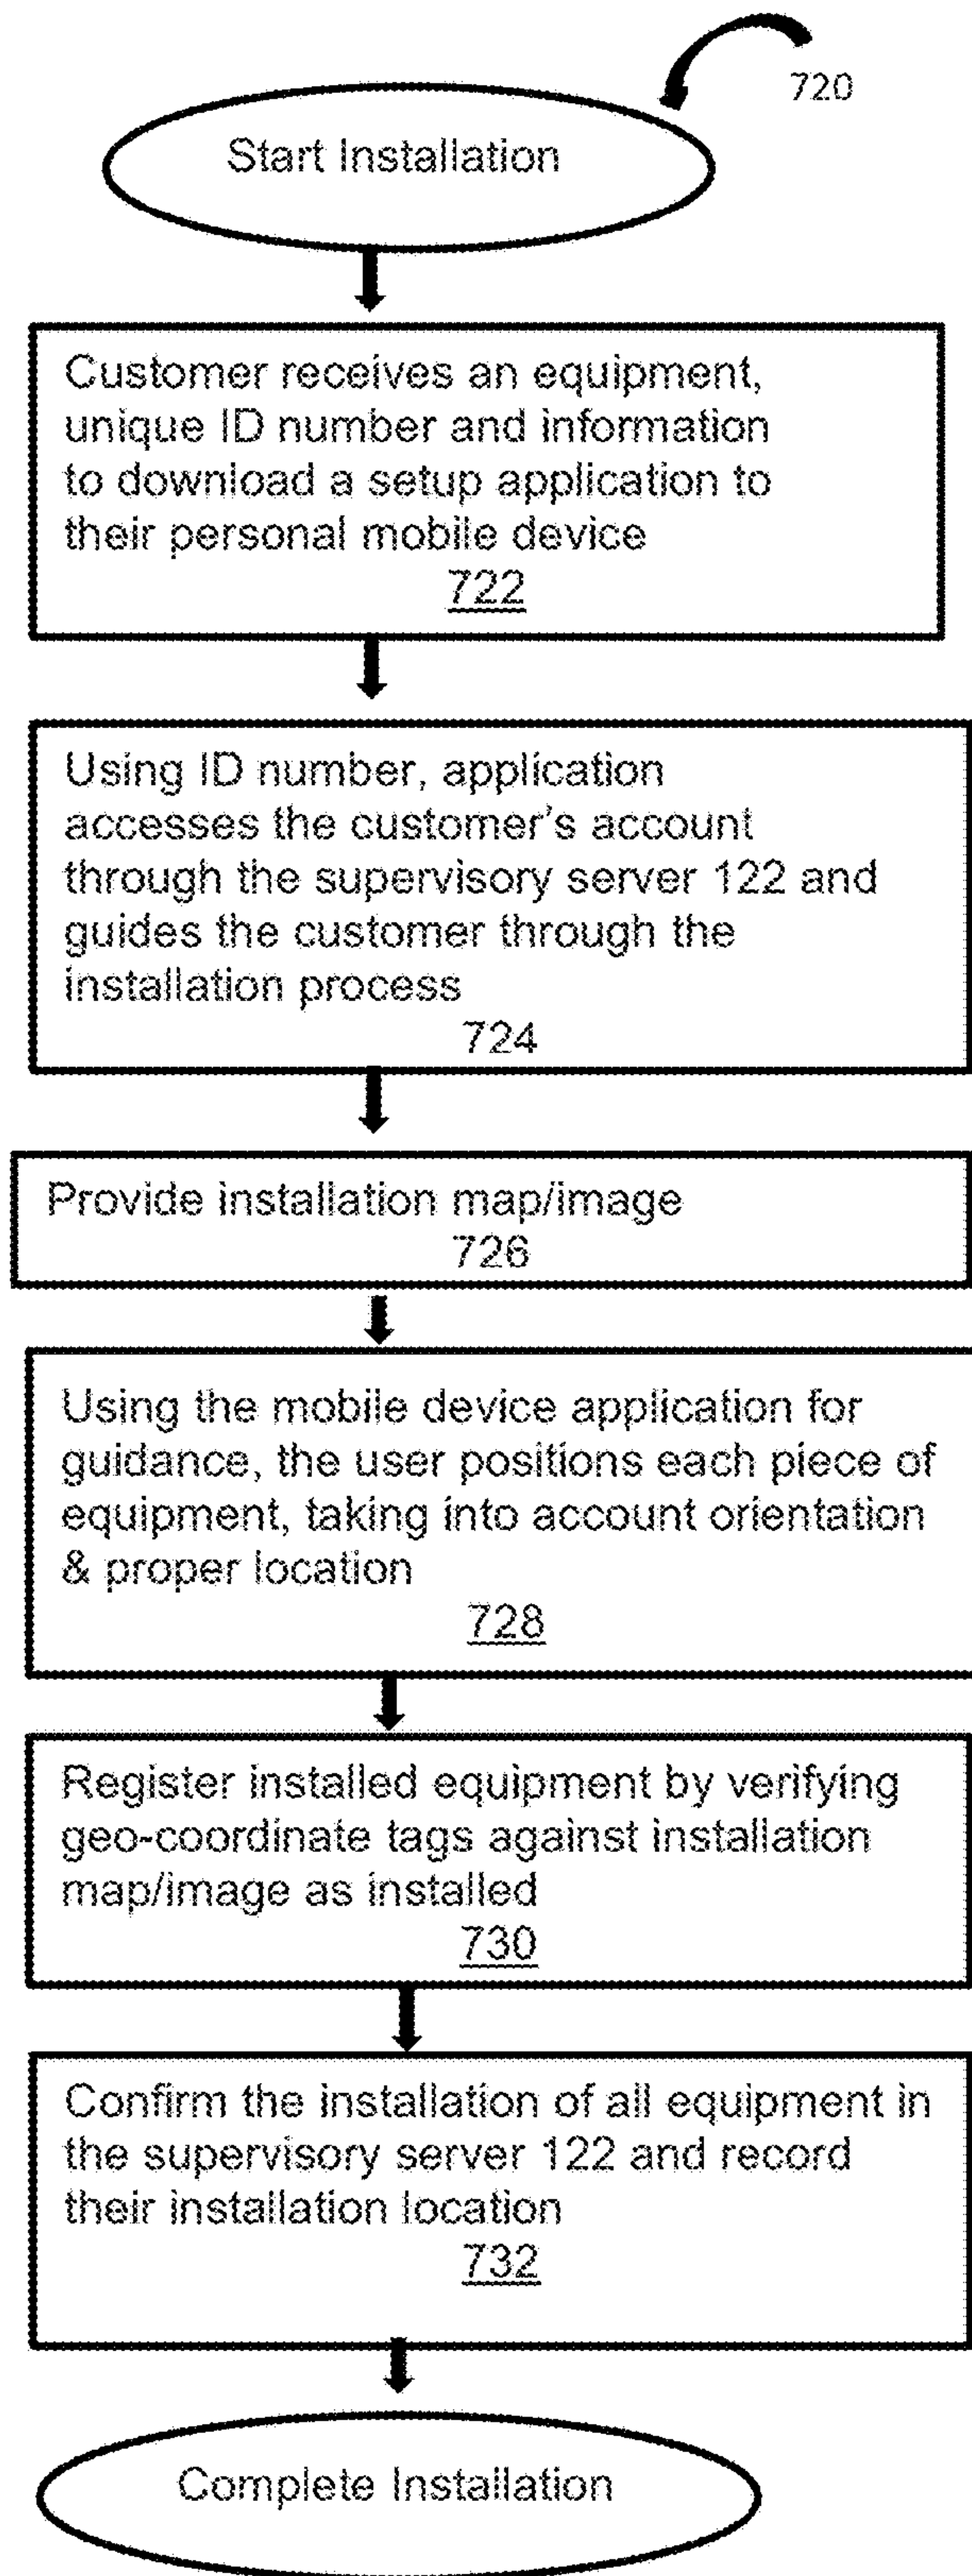 720
Start Installation
Customer receives an equipment,
unique ID number and information
to download a setup application to
their personal mobile device
722
Using ID number, application
accesses the customer's account
through the supervisory server 122 and
guides the customer through the
installation process
724
Provide installation map/image
726
Using the mobile device application for
guidance, the user positions each piece of
equipment, taking into account orientation
& proper location
728
Register installed equipment by verifying
geo-coordinate tags against installation
map/image as installed
730
Confirm the installation of all equipment in
the supervisory server 122 and record
their installation location
732
Complete Installation